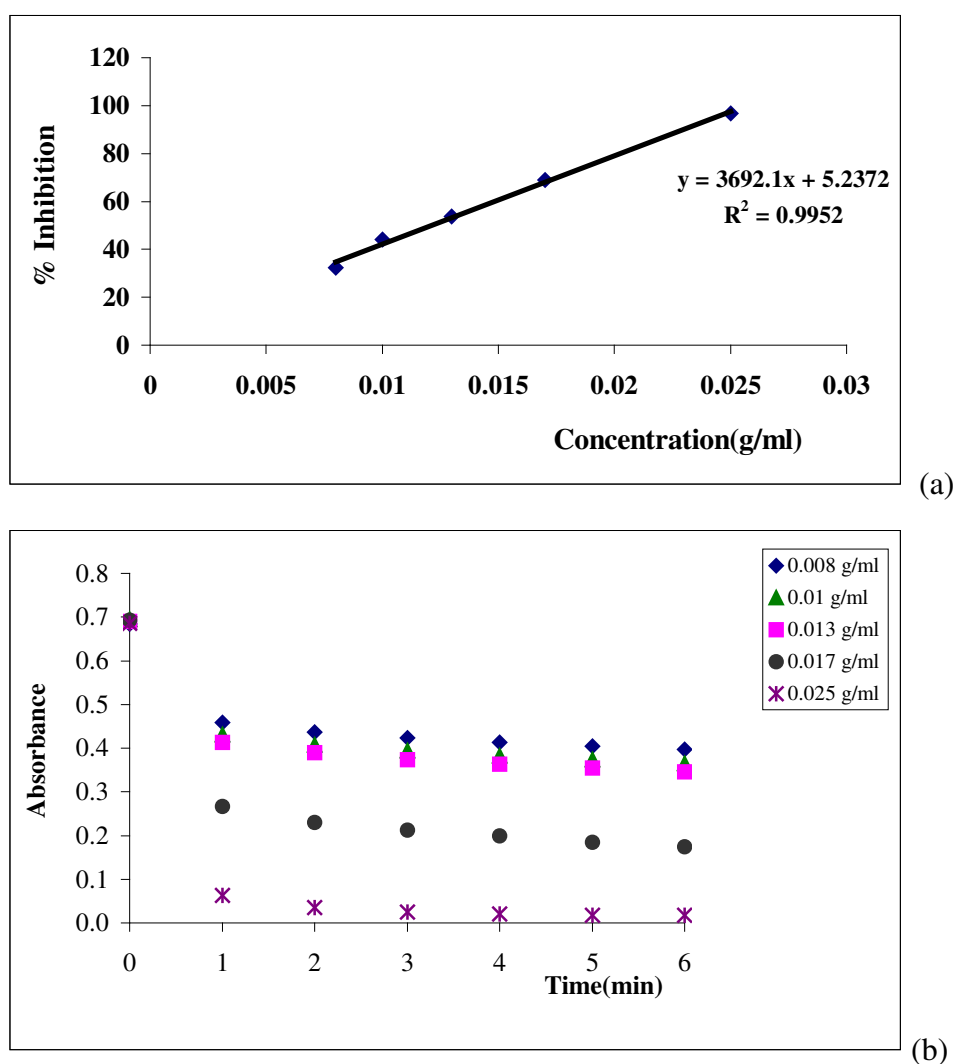 120
100
80
60
40
20
0
% Inhibition
y = 3692.1x + 5.2372
R² = 0.9952
0 0.005 0.01 0.015 0.02 0.025 0.03
Concentration(g/ml)
(a)
0.8
0.7
0.6
0.5
0.4
0.3
0.2
0.1
0.0
Absorbance
0.008 g/ml
0.01 g/ml
0.013 g/ml
0.017 g/ml
0.025 g/ml
0 1 2 3 4 5 6
Time(min)
(b)